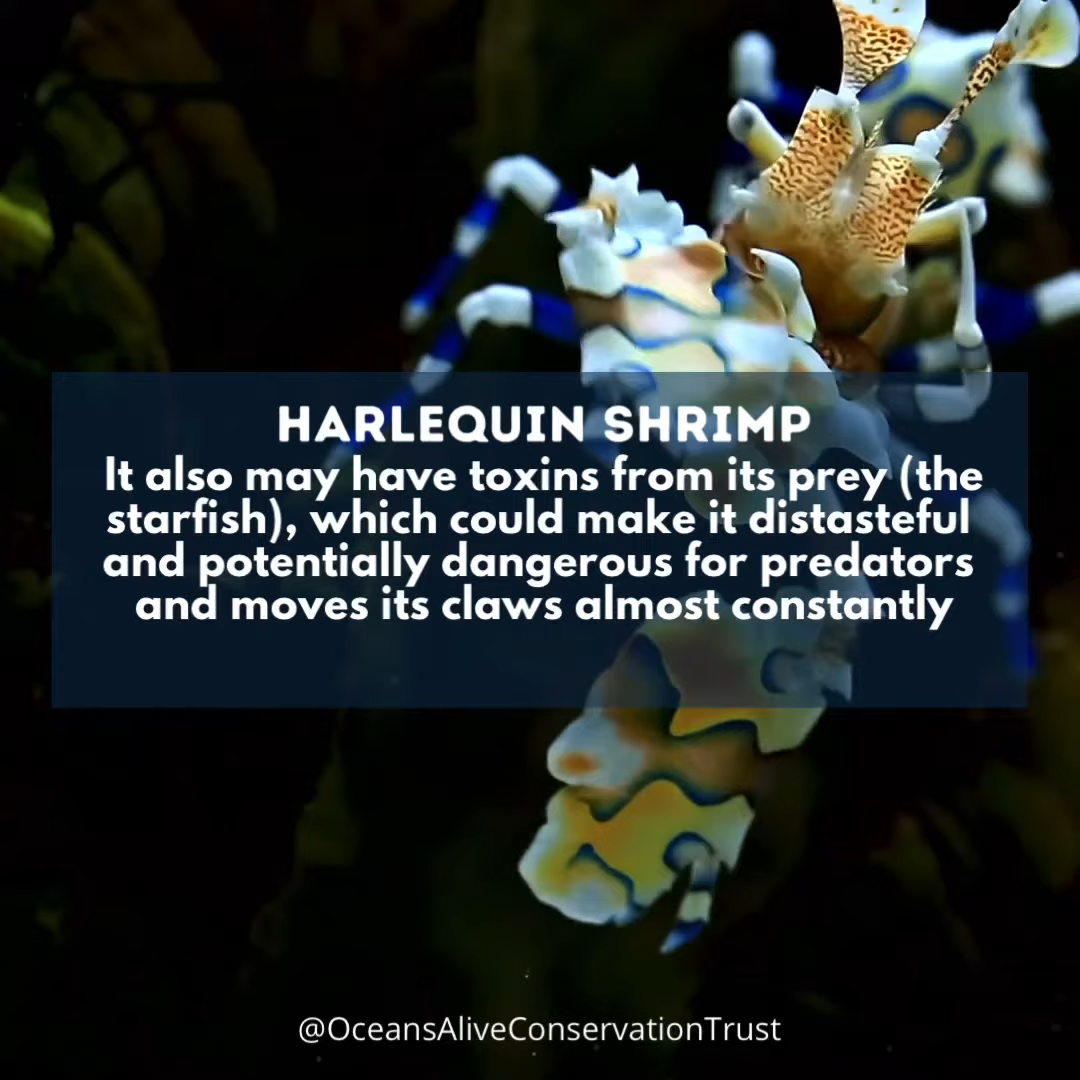 HARLEQUIN SHRIMP
It also may have toxins from its prey (the
starfish), which could make it distasteful
and potentially dangerous for predators
and moves its claws almost constantly
@OceansAliveConservationTrust